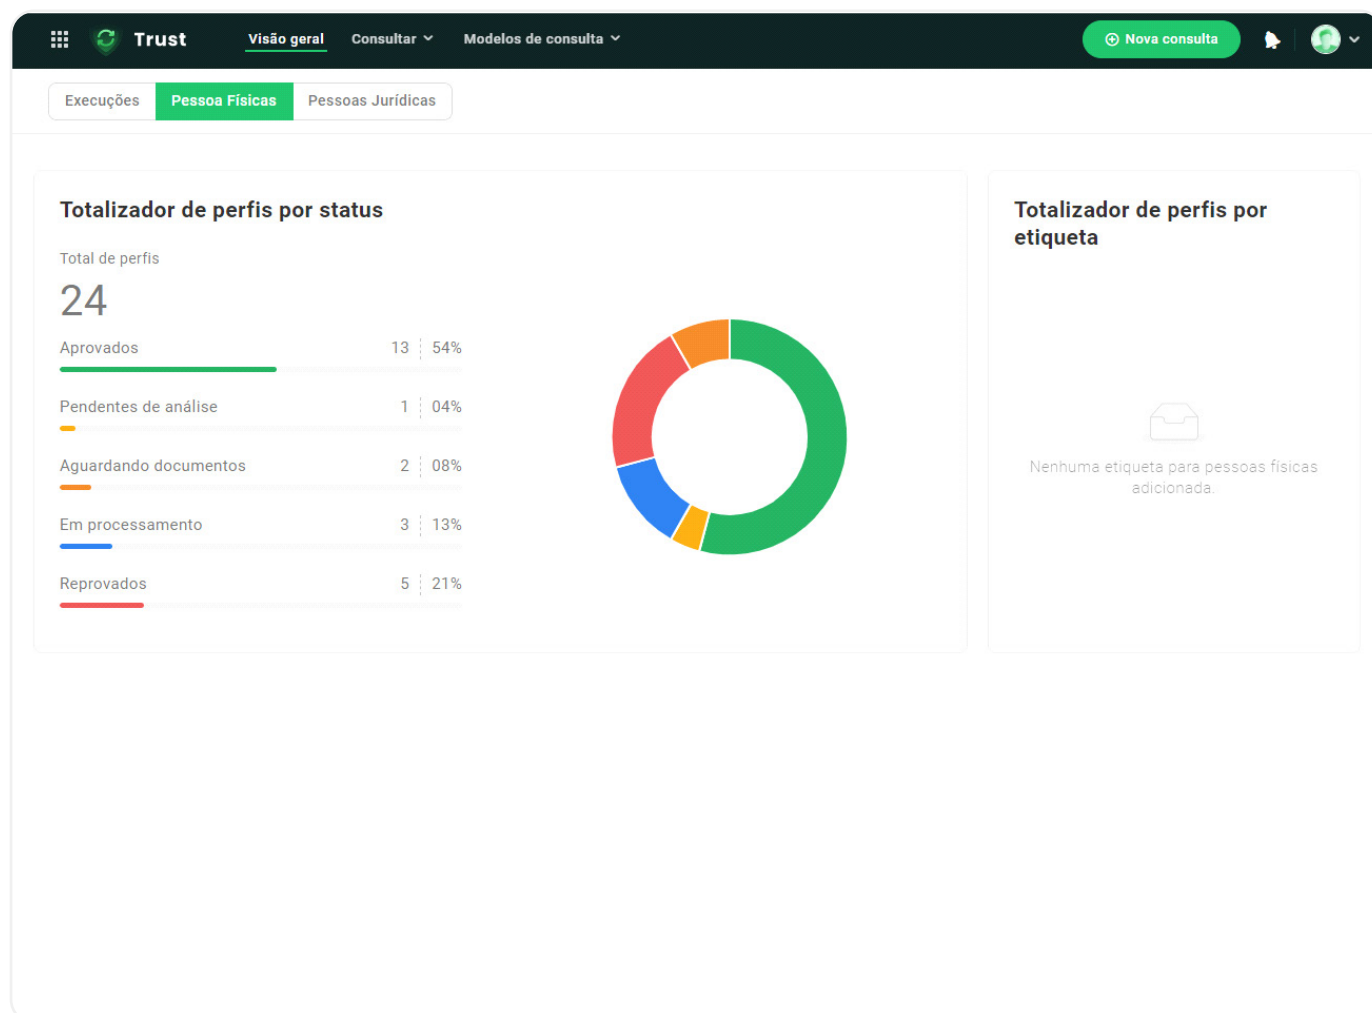 Trust
Visão geral
Consultar
Modelos de consulta
Nova consulta
Execuções
Pessoa Físicas
Pessoas Jurídicas
Totalizador de perfis por status
Total de perfis
24
Aprovados 13 54%
Pendentes de análise 1 04%
Aguardando documentos 2 08%
Em processamento 3 13%
Reprovados 5 21%
Totalizador de perfis por
etiqueta
Nenhuma etiqueta para pessoas físicas
adicionada.